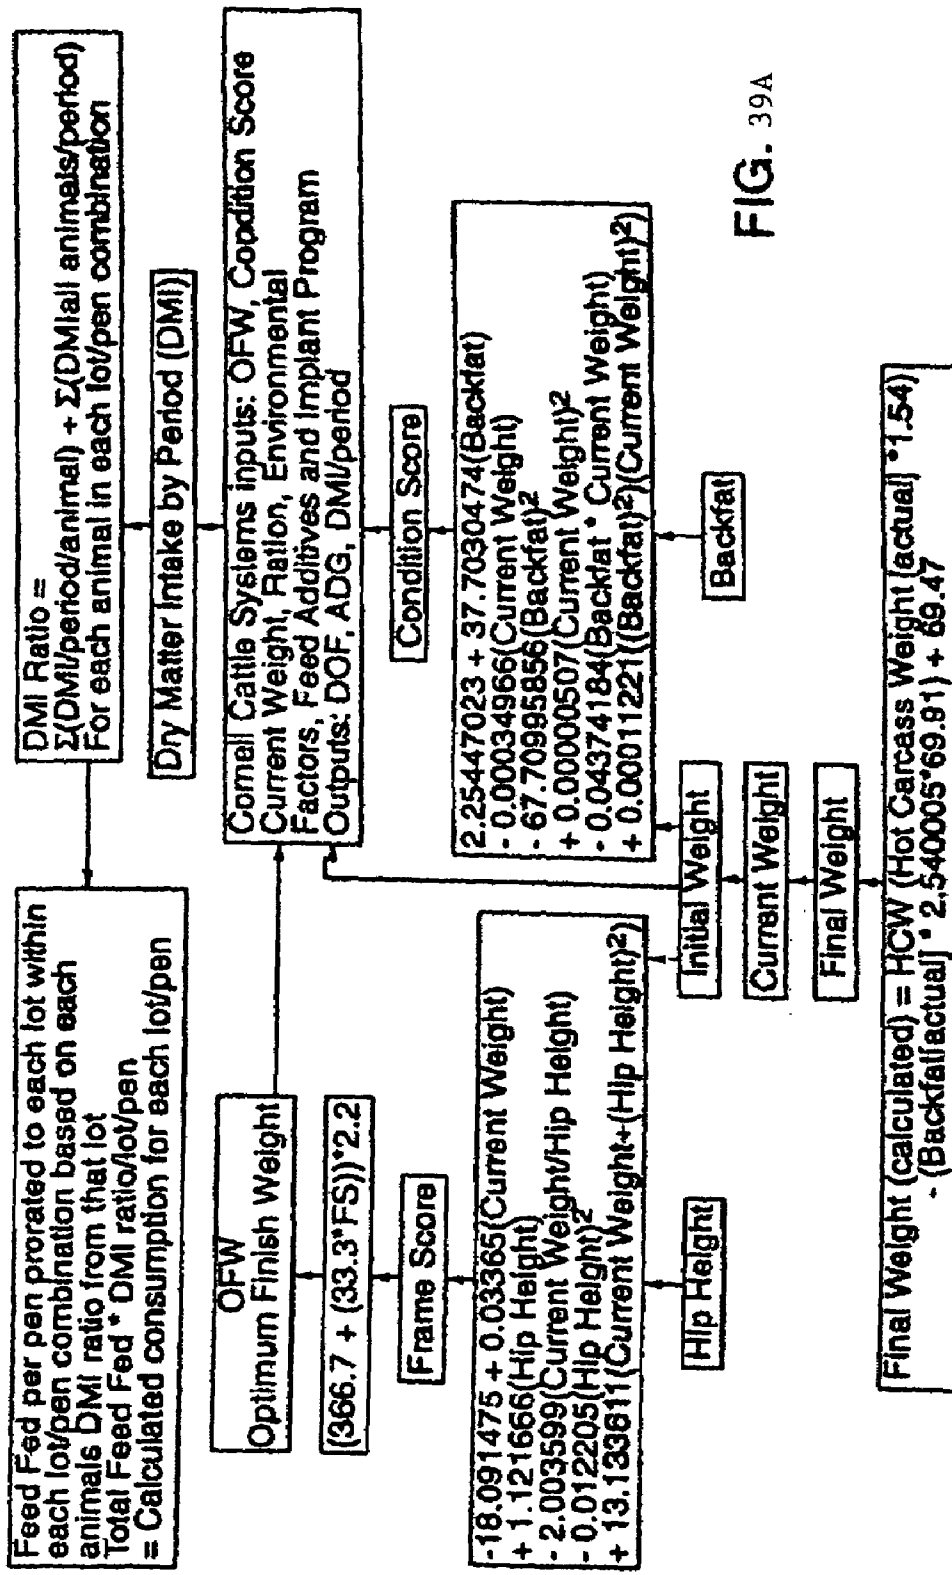 Feed Fed per pen prorated to each lot within
each lot/pen combination based on each
animals DMI ratio from that lot
Total Feed Fed * DMI ratio/lot/pen
= Calculated consumption for each lot/pen
DMI Ratio =
Σ(DMI/period/animal) + Σ(DMIall animals/period)
For each animal in each lot/pen combination
Dry Matter Intake by Period (DMI)
OFW
Optimum Finish Weight
Cornell Cattle Systems inputs: OFW, Condition Score
Current Weight, Ration, Environmental
Factors, Feed Additives and Implant Program
Outputs: DOF, ADG, DMI/period
(366.7 + (33.3*FS))*2.2
Frame Score
Condition Score
-18.091475 + 0.03365(Current Weight)
+ 1.121666(Hip Height)
- 2.003599(Current Weight/Hip Height)
- 0.012205(Hip Height)²
+ 13.133611(Current Weight÷(Hip Height)²)
2.25447023 + 37.7030474(Backfat)
- 0.00034966(Current Weight)
- 67.70995856(Backfat)²
+ 0.00000507(Current Weight)²
- 0.04374184(Backfat * Current Weight)
+ 0.00011221((Backfat)²)(Current Weight)²)
Hip Height
Initial Weight
Backfat
Current Weight
Final Weight
Final Weight (calculated) = HCW (Hot Carcass Weight [actual] *1.54)
- (Backfat[actual] * 2.540005*69.91) + 69.47
FIG. 39A